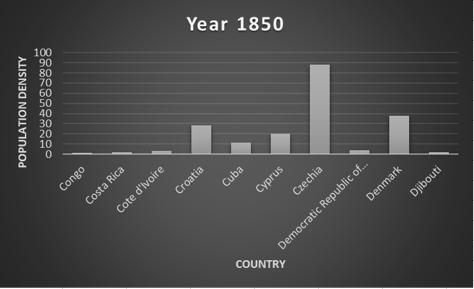 Year 1850
POPULATION DENSITY
100
90
80
70
60
50
40
30
20
10
0
Congo
Costa Rica
Cote d'Ivoire
Croatia
Cuba
Cyprus
Czechia
Democratic Republic of...
Denmark
Djibouti
COUNTRY